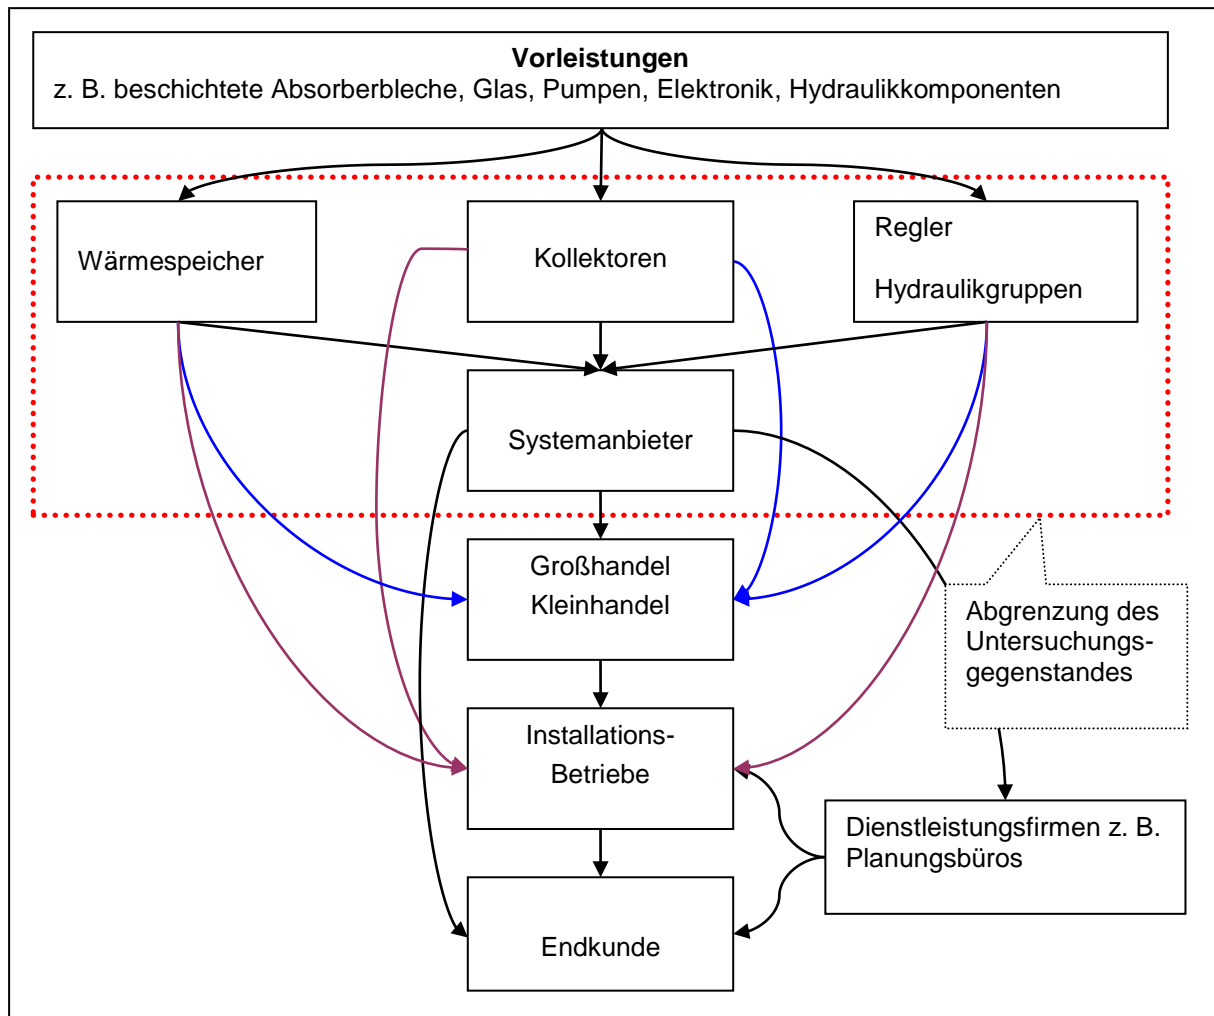 Vorleistungen
z. B. beschichtete Absorberbleche, Glas, Pumpen, Elektronik, Hydraulikkomponenten
Wärmespeicher
Kollektoren
Regler
Hydraulikgruppen
Systemanbieter
Großhandel
Kleinhandel
Abgrenzung des
Untersuchungs-
gegenstandes
Installations-
Betriebe
Dienstleistungsfirmen z. B.
Planungsbüros
Endkunde